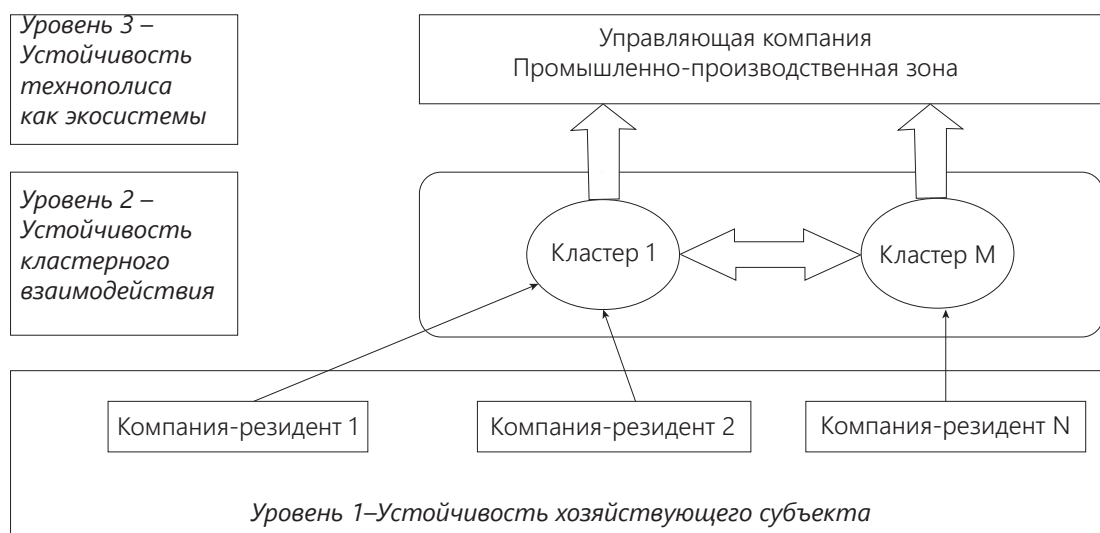 Уровень 3 –
Устойчивость
технополиса
как экосистемы
Управляющая компания
Промышленно-производственная зона
Уровень 2 –
Устойчивость
кластерного
взаимодействия
Кластер 1
Кластер M
Компания-резидент 1
Компания-резидент 2
Компания-резидент N
Уровень 1–Устойчивость хозяйствующего субъекта